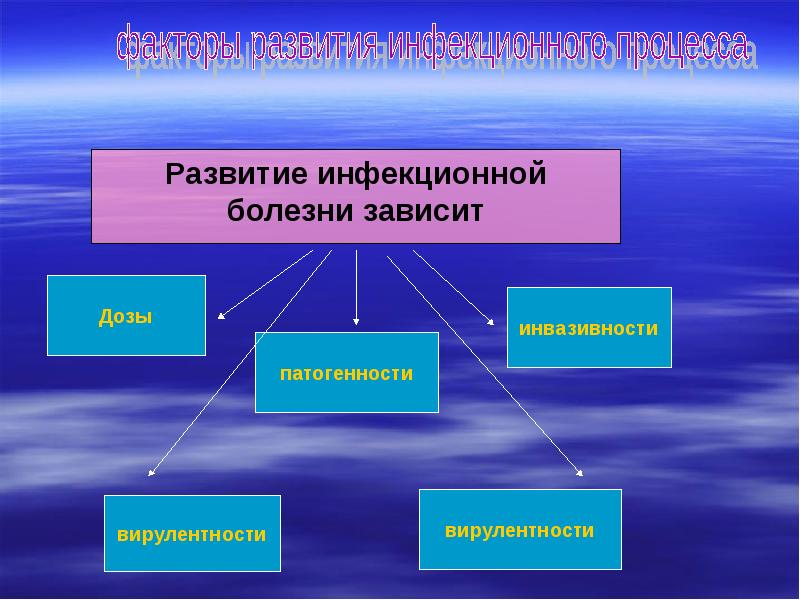 факторы развития инфекционного процесса
Развитие инфекционной
болезни зависит
Дозы
инвазивности
патогенности
вирулентности
вирулентности